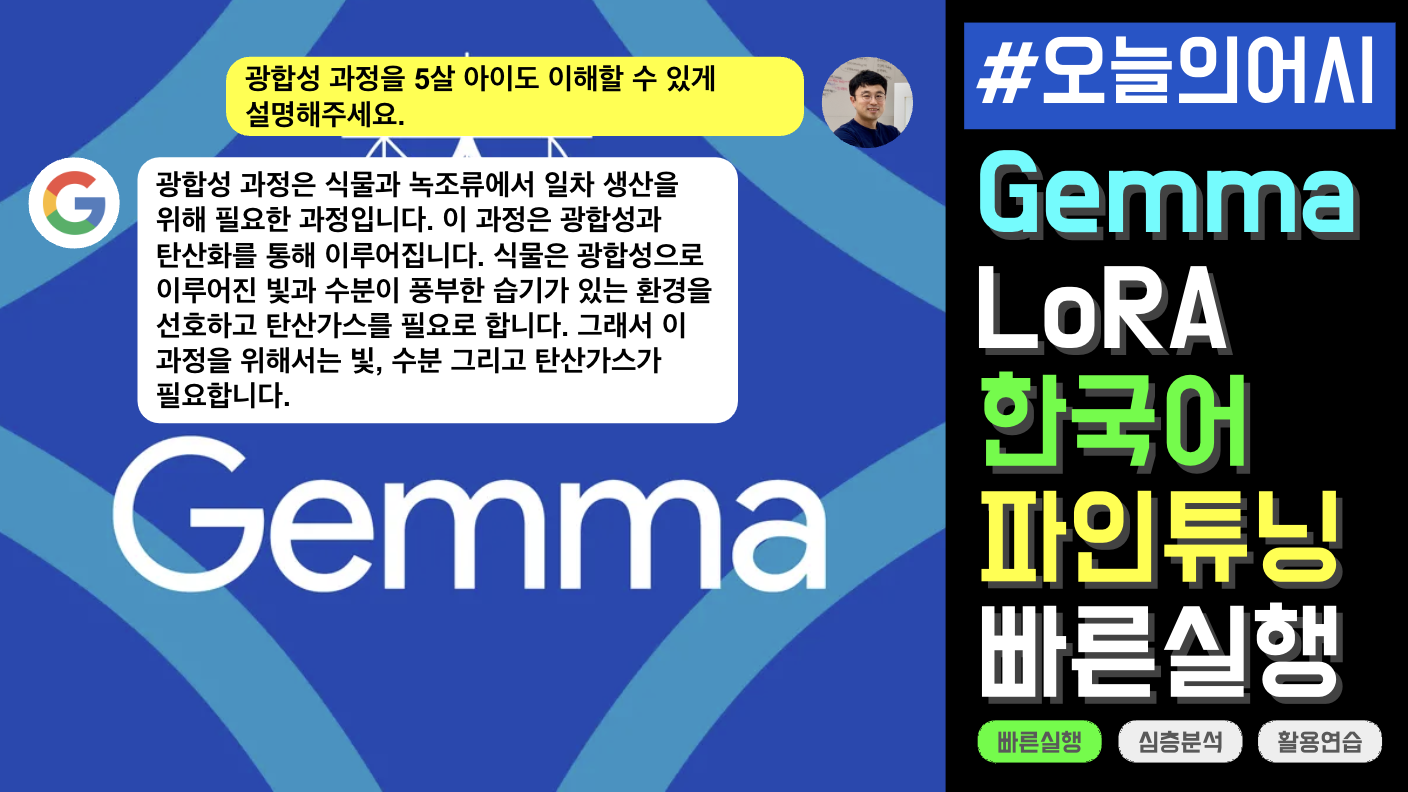 광합성 과정을 5살 아이도 이해할 수 있게
설명해주세요.
광합성 과정은 식물과 녹조류에서 일차 생산을
위해 필요한 과정입니다. 이 과정은 광합성과
탄산화를 통해 이루어집니다. 식물은 광합성으로
이루어진 빛과 수분이 풍부한 습기가 있는 환경을
선호하고 탄산가스를 필요로 합니다. 그래서 이
과정을 위해서는 빛, 수분 그리고 탄산가스가
필요합니다.
Gemma
#오늘의어시
Gemma
LoRA
한국어
파인튜닝
빠른실행
빠른실행
심층분석
활용연습